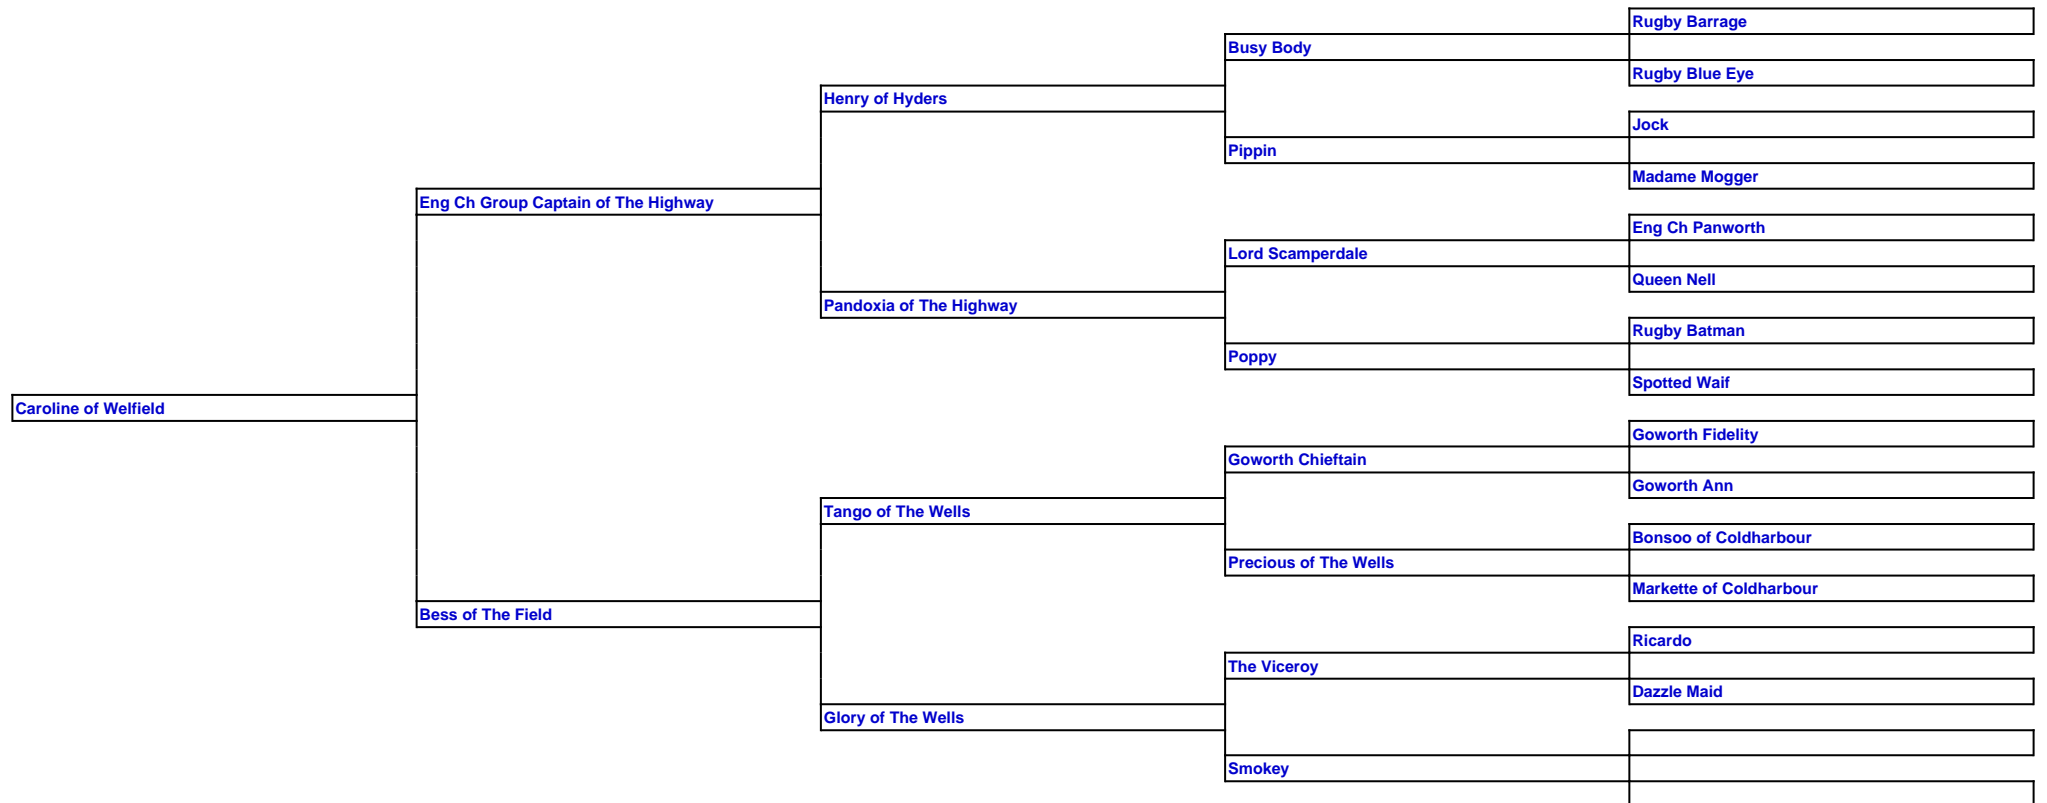 Rugby Barrage
Busy Body
Rugby Blue Eye
Henry of Hyders
Jock
Pippin
Madame Mogger
Eng Ch Group Captain of The Highway
Eng Ch Panworth
Lord Scamperdale
Queen Nell
Pandoxia of The Highway
Rugby Batman
Poppy
Spotted Waif
Caroline of Welfield
Goworth Fidelity
Goworth Chieftain
Goworth Ann
Tango of The Wells
Bonsoo of Coldharbour
Precious of The Wells
Markette of Coldharbour
Bess of The Field
Ricardo
The Viceroy
Dazzle Maid
Glory of The Wells
Smokey